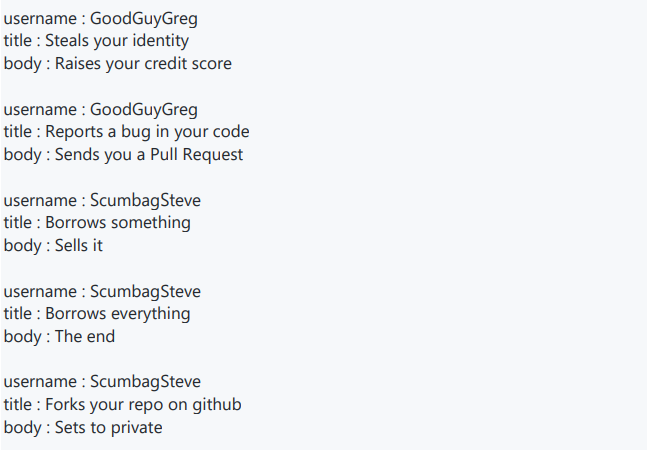 username : GoodGuyGreg
title : Steals your identity
body : Raises your credit score
username : GoodGuyGreg
title : Reports a bug in your code
body : Sends you a Pull Request
username : ScumbagSteve
title : Borrows something
body : Sells it
username : ScumbagSteve
title : Borrows everything
body : The end
username : ScumbagSteve
title : Forks your repo on github
body : Sets to private